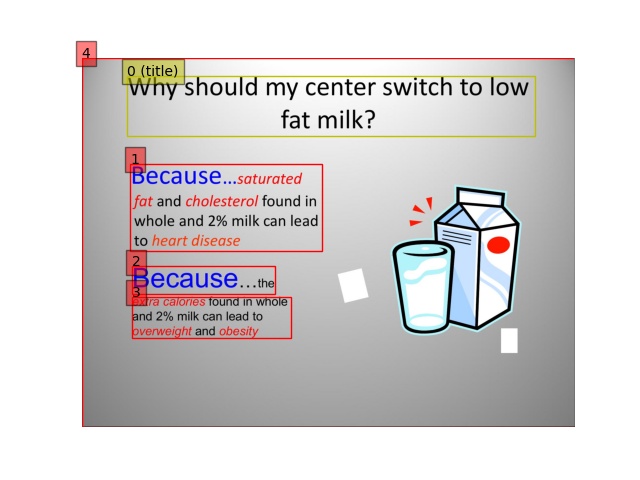 4
0 (title)
Why should my center switch to low
fat milk?
1
Because...saturated
fat and cholesterol found in
whole and 2% milk can lead
to heart disease
2
Because...the
3
extra calories found in whole
and 2% milk can lead to
overweight and obesity